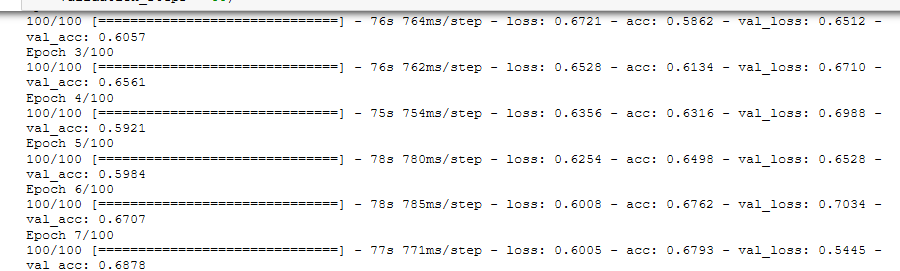 100/100 [==============================] - 76s 764ms/step - loss: 0.6721 - acc: 0.5862 - val_loss: 0.6512 -
val_acc: 0.6057
Epoch 3/100
100/100 [==============================] - 76s 762ms/step - loss: 0.6528 - acc: 0.6134 - val_loss: 0.6710 -
val_acc: 0.6561
Epoch 4/100
100/100 [==============================] - 75s 754ms/step - loss: 0.6356 - acc: 0.6316 - val_loss: 0.6988 -
val_acc: 0.5921
Epoch 5/100
100/100 [==============================] - 78s 780ms/step - loss: 0.6254 - acc: 0.6498 - val_loss: 0.6528 -
val_acc: 0.5984
Epoch 6/100
100/100 [==============================] - 78s 785ms/step - loss: 0.6008 - acc: 0.6762 - val_loss: 0.7034 -
val_acc: 0.6707
Epoch 7/100
100/100 [==============================] - 77s 771ms/step - loss: 0.6005 - acc: 0.6793 - val_loss: 0.5445 -
val_acc: 0.6878